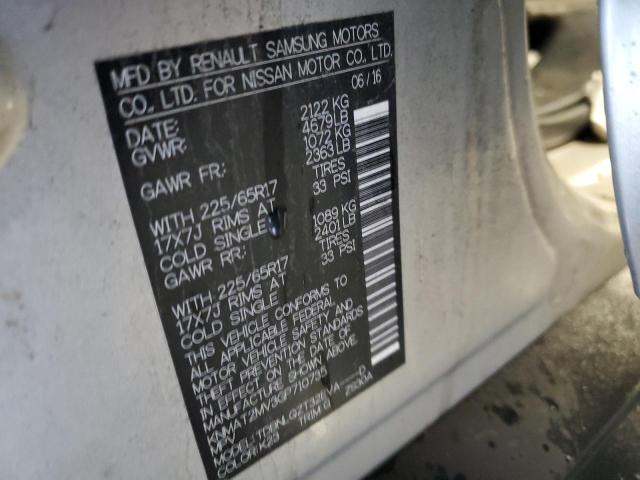 MFD BY RENAULT SAMSUNG MOTORS
CO., LTD. FOR NISSAN MOTOR CO., LTD.
DATE: 06/16
GVWR: 2122 KG
4679 LB
GAWR FR: 1072 KG
2363 LB
WITH 225/65R17 TIRES
17X7J RIMS AT 33 PSI
COLD SINGLE
GAWR RR: 1089 KG
2401 LB
WITH 225/65R17 TIRES
17X7J RIMS AT 33 PSI
COLD SINGLE
THIS VEHICLE CONFORMS TO
ALL APPLICABLE FEDERAL
MOTOR VEHICLE SAFETY AND
THEFT PREVENTION STANDARDS
IN EFFECT ON THE DATE OF
MANUFACTURE SHOWN ABOVE
MPV
COLOR: K23 TRIM: G